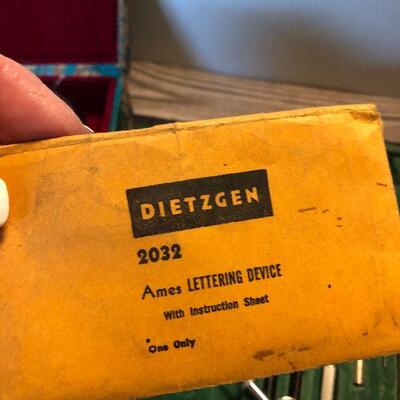 DIETZGEN
2032
Ames LETTERING DEVICE
With Instruction Sheet
One Only